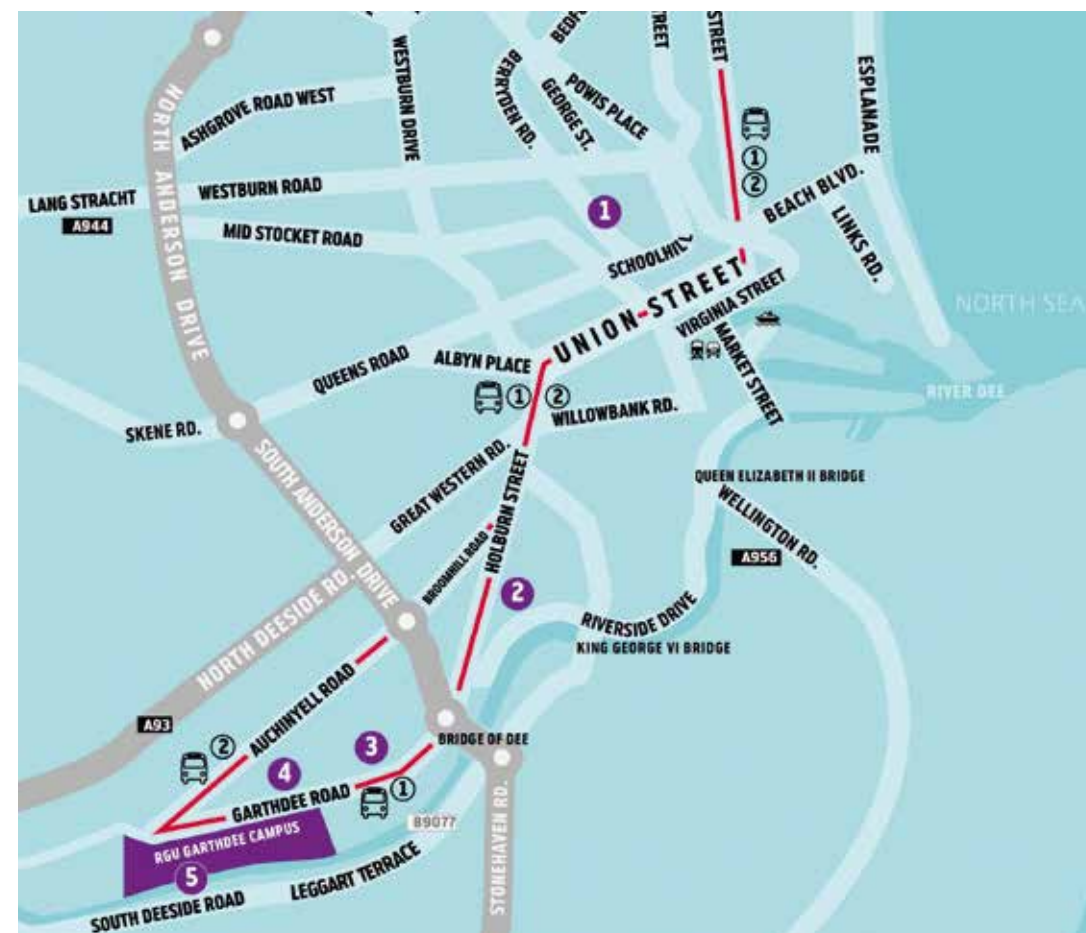 WESTBURN DRIVE
BERRYDEN RD.
POWIS PLACE
GEORGE ST.
STREET
STREET
ESPLANADE
NORTH ANDERSON DRIVE
ASHGROVE ROAD WEST
1
2
LANG STRACHT
A944
WESTBURN ROAD
MID STOCKET ROAD
1
BEACH BLVD.
LINKS RD.
SCHOOLHILL
UNION STREET
VIRGINIA STREET
MARKET STREET
NORTH SEA
RIVER DEE
QUEENS ROAD
ALBYN PLACE
1
2
WILLOWBANK RD.
SKENE RD.
SOUTH ANDERSON DRIVE
GREAT WESTERN RD.
HOLBURN STREET
BROOMHILL ROAD
QUEEN ELIZABETH II BRIDGE
WELLINGTON RD.
A956
2
RIVERSIDE DRIVE
KING GEORGE VI BRIDGE
NORTH DEESIDE RD.
A93
AUCHINYELL ROAD
2
3
BRIDGE OF DEE
4
GARTHDEE ROAD
1
B9077
RGU GARTHDEE CAMPUS
5
LEGGART TERRACE
SOUTH DEESIDE ROAD
STONEHAVEN RD.